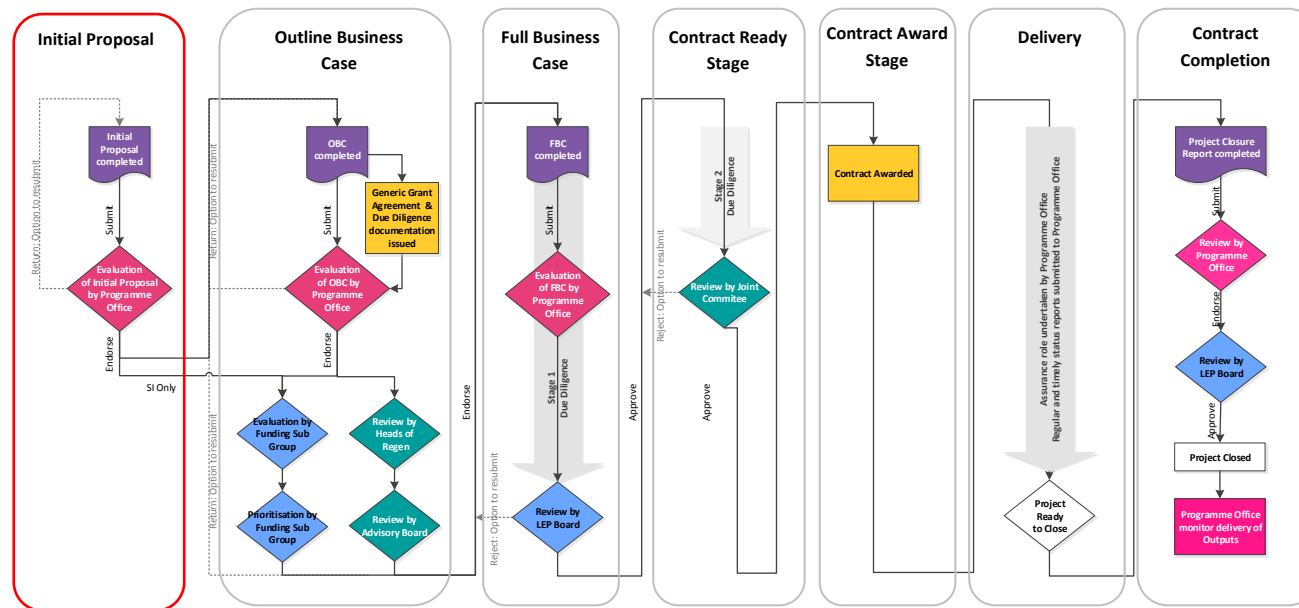 Initial Proposal
Initial
Proposal
completed
Return: Option to resubmit
Submit
Evaluation
of Initial Proposal
by Programme
Office
Endorse
SI Only
Outline Business
Case
OBC
completed
Return: Option to resubmit
Submit
Generic Grant
Agreement &
Due Diligence
documentation
issued
Evaluation
of OBC by
Programme
Office
Endorse
Evaluation by
Funding Sub
Group
Review by
Heads of
Regen
Return: Option to resubmit
Prioritisation by
Funding Sub
Group
Review by
Advisory Board
Endorse
Full Business
Case
FBC
completed
Submit
Evaluation
of FBC by
Programme
Office
Stage 1
Due Diligence
Reject: Option to resubmit
Review by
LEP Board
Approve
Contract Ready
Stage
Stage 2
Due Diligence
Reject: Option to resubmit
Review by Joint
Commitee
Approve
Contract Award
Stage
Contract Awarded
Delivery
Assurance role undertaken by Programme Office
Regular and timely status reports submitted to Programme Office
Project
Ready
to Close
Contract
Completion
Project Closure
Report completed
Submit
Review by
Programme
Office
Endorse
Review by
LEP Board
Approve
Project Closed
Programme Office
monitor delivery of
Outputs